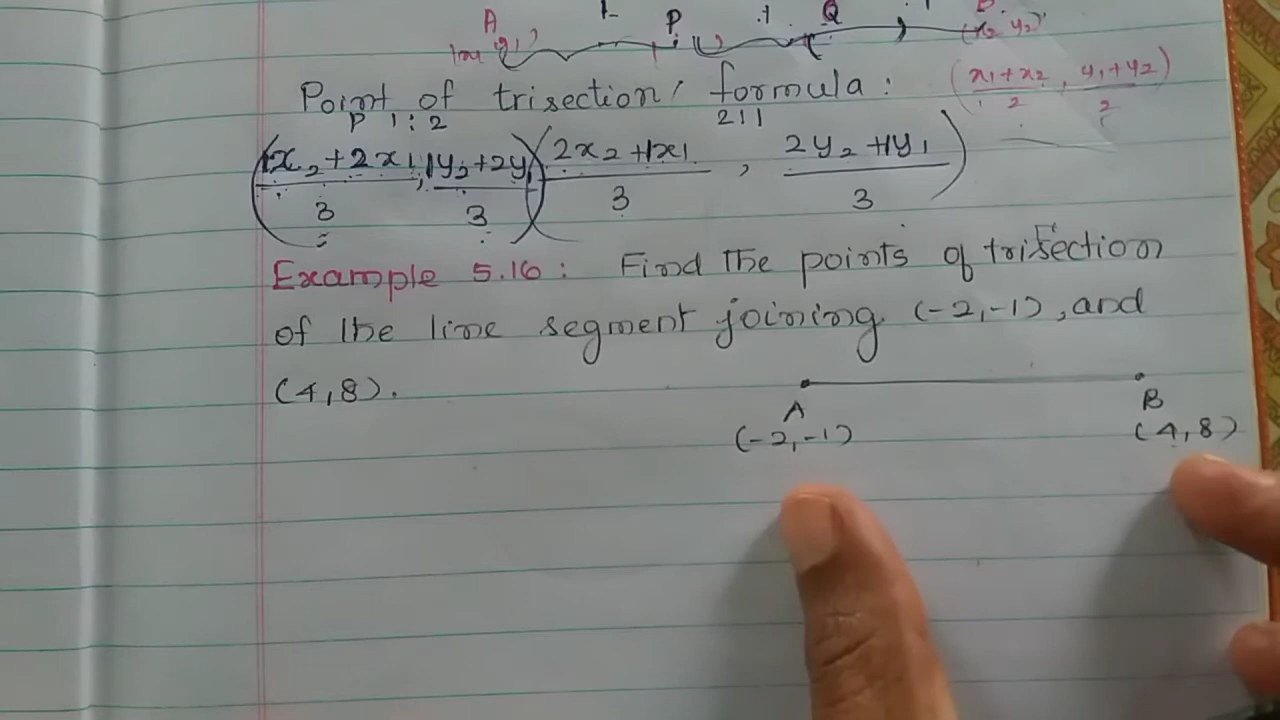 A 1 P 1 Q B
(x2 y2)
Point of trisection formula : (x1+x2/2 , y1+y2/2)
P 1:2 2:1
(1x2+2x1/3 , 1y2+2y1/3) (2x2+1x1/3 , 2y2+1y1/3)
Example 5.16: Find the points of trisection
of the line segment joining (-2,-1), and
(4,8).
A B
(-2,-1) (4,8)